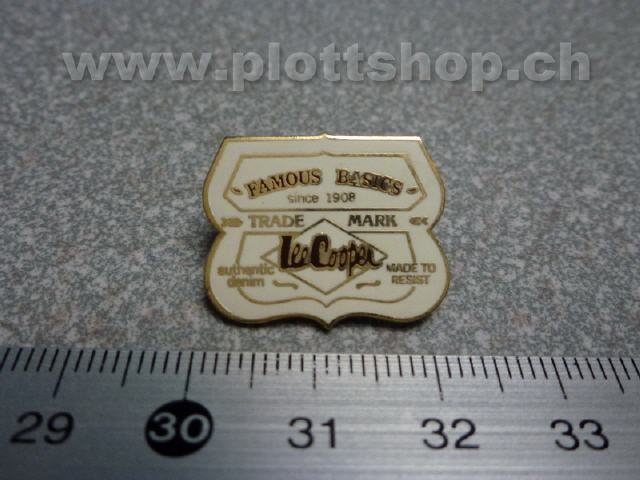 www.plottshop.ch
FAMOUS BASICS
since 1908
TRADE MARK
Lee Cooper
authentic denim
MADE TO RESIST
29 30 31 32 33